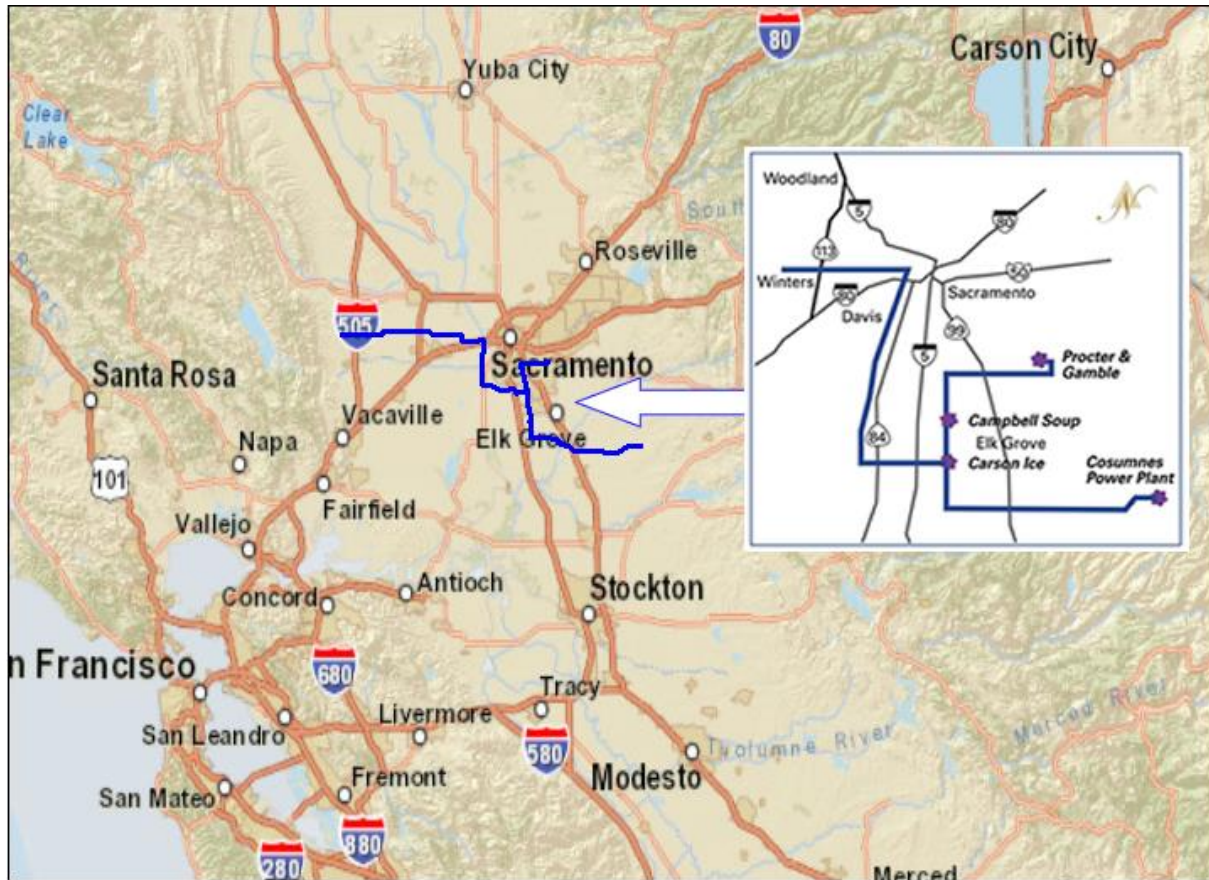 80
Carson City
Yuba City
Clear
Lake
South
Roseville
River
505
Sacramento
Santa Rosa
Vacaville
Napa
Elk Grove
101
Fairfield
Vallejo
Antioch
Concord
Stockton
n Francisco
680
Tracy
Livermore
San Leandro
580
Tuolumne River
Merced River
Modesto
Fremont
San Mateo
880
280
Merced
Woodland
5
80
113
50
Winters
80
Sacramento
Davis
99
5
Procter &
Gamble
Campbell Soup
84
Elk Grove
Carson Ice
Cosumnes
Power Plant